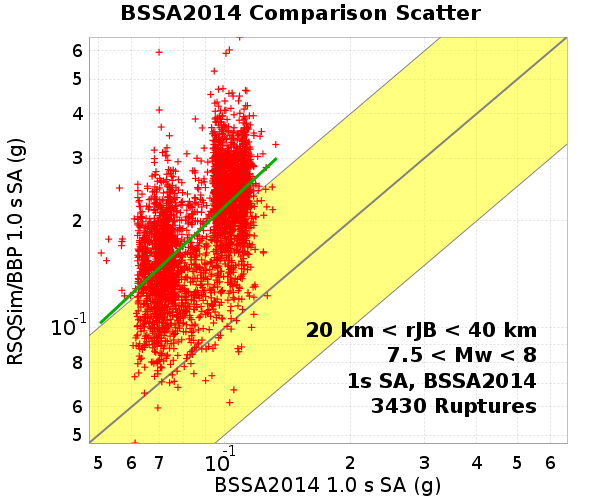 BSSA2014 Comparison Scatter
RSQSim/BBP 1.0 s SA (g)
6
5
4
3
2
10^-1
8
7
6
5
20 km < rJB < 40 km
7.5 < Mw < 8
1s SA, BSSA2014
3430 Ruptures
5 6 7 10^-1 2 3 4 5 6
BSSA2014 1.0 s SA (g)